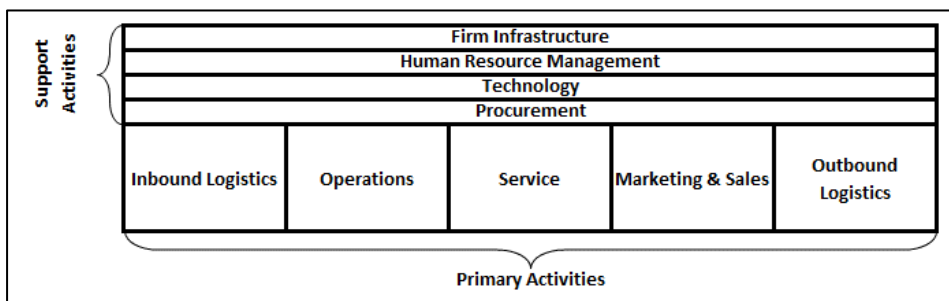 Support
Activities
Firm Infrastructure
Human Resource Management
Technology
Procurement
Inbound Logistics
Operations
Service
Marketing & Sales
Outbound
Logistics
Primary Activities